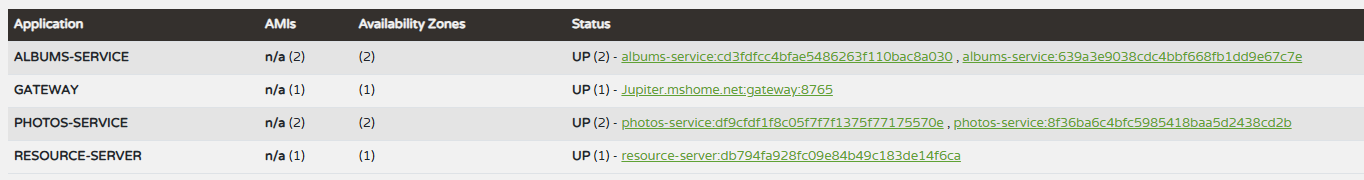 Application AMIs Availability Zones Status
ALBUMS-SERVICE n/a (2) (2) UP (2) - albums-service:cd3fdfcc4bfae5486263f110bac8a030 , albums-service:639a3e9038cdc4bbf668fb1dd9e67c7e
GATEWAY n/a (1) (1) UP (1) - Jupiter.mshome.net:gateway:8765
PHOTOS-SERVICE n/a (2) (2) UP (2) - photos-service:df9cfdf1f8c05f7f7f1375f77175570e , photos-service:8f36ba6c4bfc5985418baa5d2438cd2b
RESOURCE-SERVER n/a (1) (1) UP (1) - resource-server:db794fa928fc09e84b49c183de14f6ca